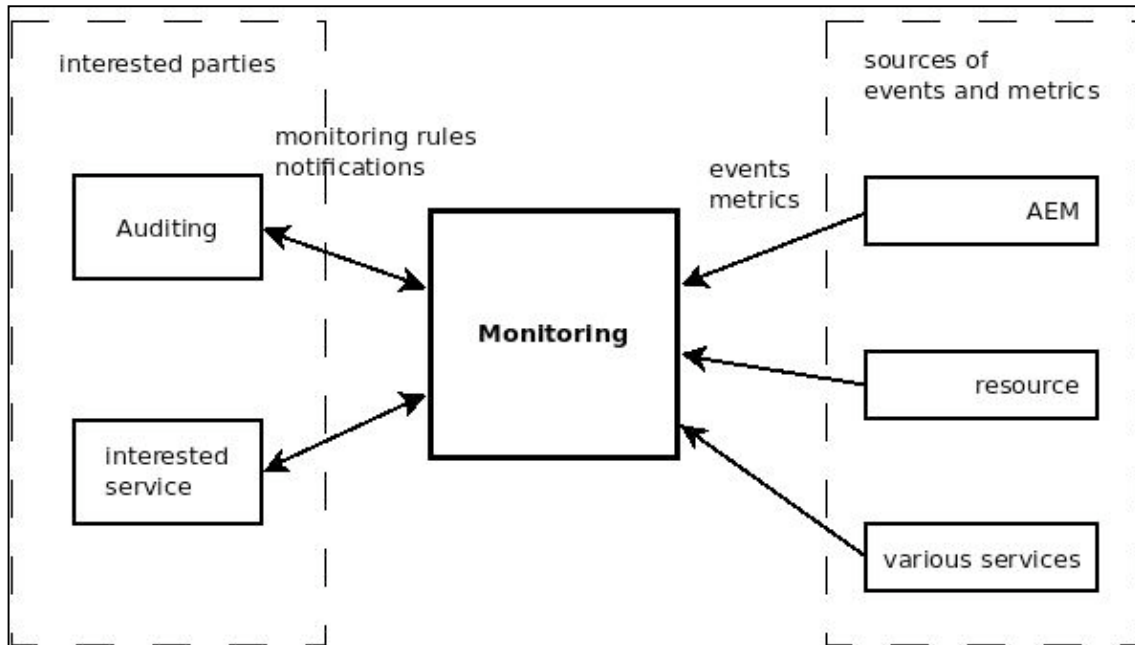 interested parties
sources of
events and metrics
monitoring rules
notifications
events
metrics
Auditing
AEM
Monitoring
resource
interested
service
various services